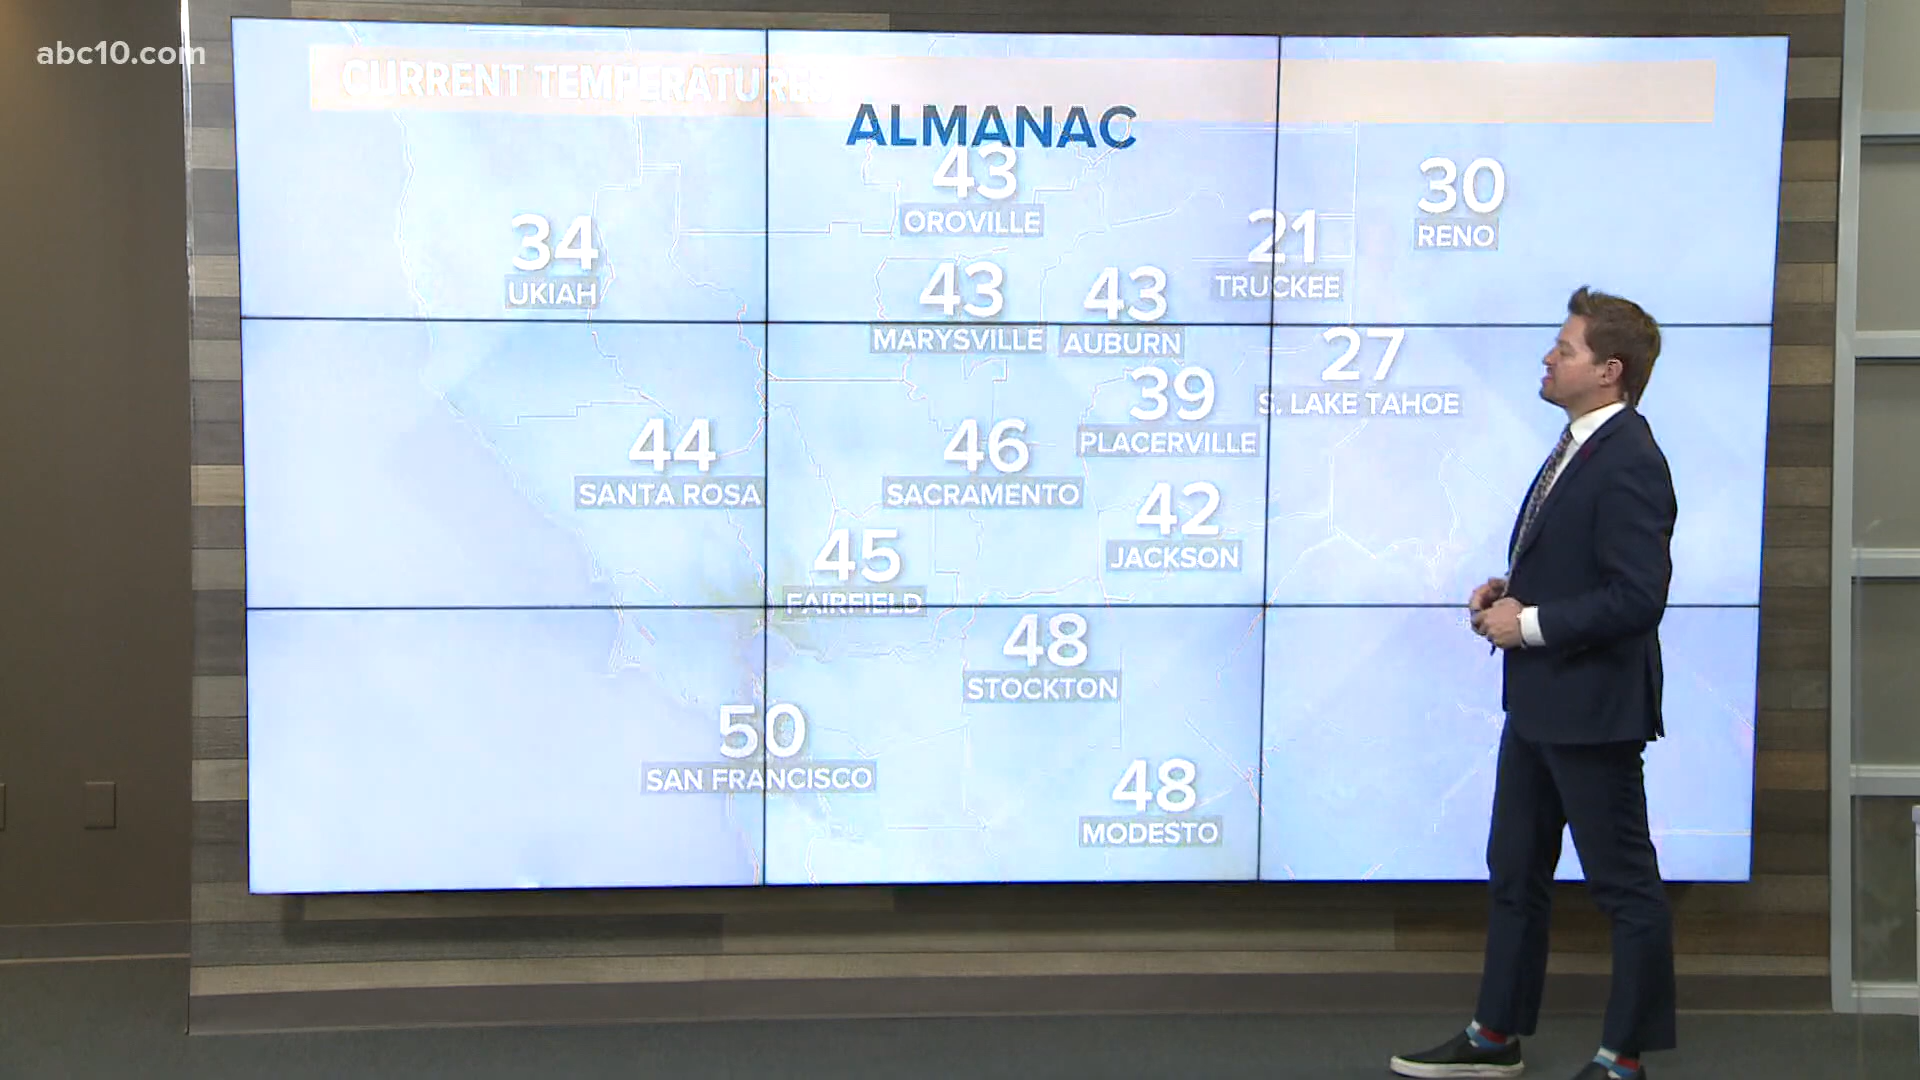 abc10.com
CURRENT TEMPERATURES
ALMANAC
43
OROVILLE
30
RENO
34
UKIAH
21
TRUCKEE
43
MARYSVILLE
43
AUBURN
27
S. LAKE TAHOE
39
PLACERVILLE
44
SANTA ROSA
46
SACRAMENTO
42
JACKSON
45
FAIRFIELD
48
STOCKTON
50
SAN FRANCISCO
48
MODESTO